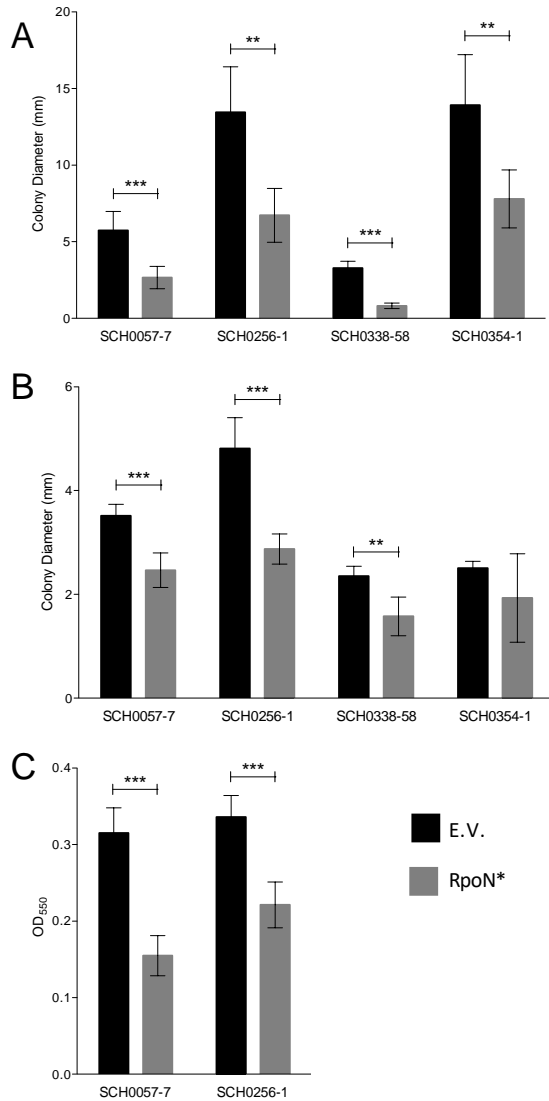 A
Colony Diameter (mm)
20
15
10
5
0
***
**
***
**
SCH0057-7 SCH0256-1 SCH0338-58 SCH0354-1
B
Colony Diameter (mm)
6
4
2
0
***
***
**
SCH0057-7 SCH0256-1 SCH0338-58 SCH0354-1
C
OD550
0.4
0.3
0.2
0.1
0.0
***
***
SCH0057-7 SCH0256-1
E.V.
RpoN*